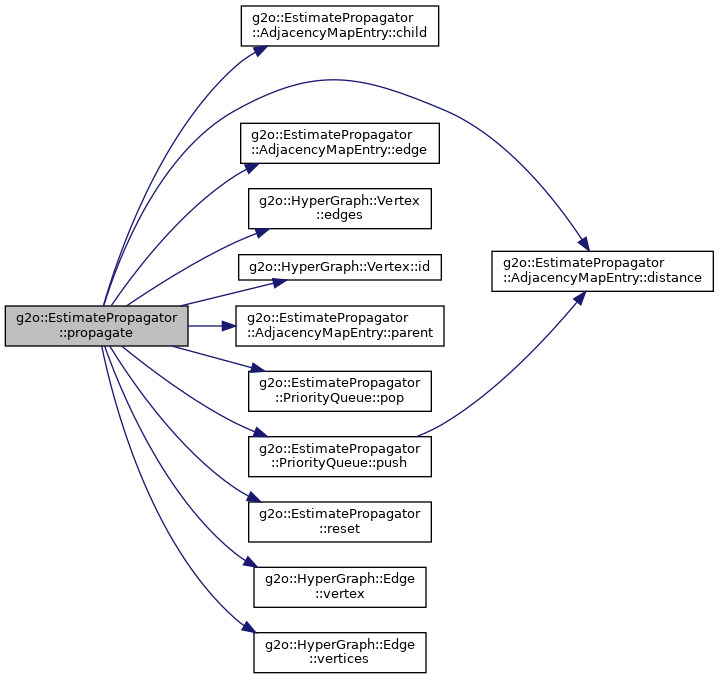 g2o::EstimatePropagator
::AdjacencyMapEntry::child
g2o::EstimatePropagator
::AdjacencyMapEntry::edge
g2o::HyperGraph::Vertex
::edges
g2o::HyperGraph::Vertex::id
g2o::EstimatePropagator
::AdjacencyMapEntry::distance
g2o::EstimatePropagator
::propagate
g2o::EstimatePropagator
::AdjacencyMapEntry::parent
g2o::EstimatePropagator
::PriorityQueue::pop
g2o::EstimatePropagator
::PriorityQueue::push
g2o::EstimatePropagator
::reset
g2o::HyperGraph::Edge
::vertex
g2o::HyperGraph::Edge
::vertices